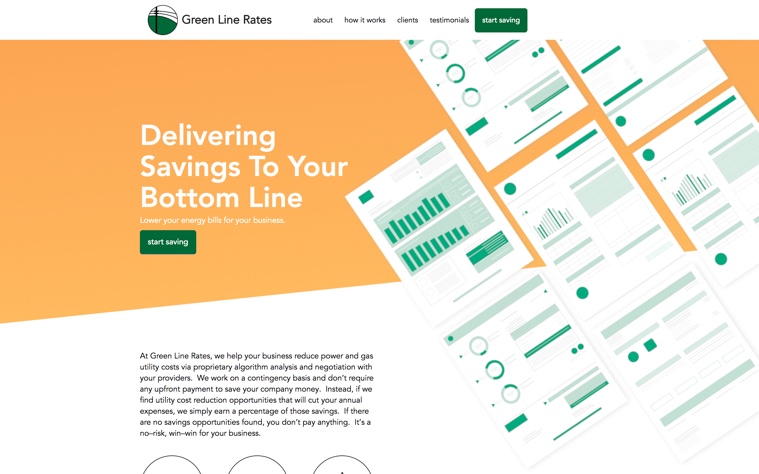 Green Line Rates
about how it works clients testimonials start saving
Delivering
Savings To Your
Bottom Line
Lower your energy bills for your business.
start saving
At Green Line Rates, we help your business reduce power and gas
utility costs via proprietary algorithm analysis and negotiation with
your providers.  We work on a contingency basis and don't require
any upfront payment to save your company money.  Instead, if we
find utility cost reduction opportunities that will cut your annual
expenses, we simply earn a percentage of those savings.  If there
are no savings opportunities found, you don't pay anything.  It's a
no–risk, win–win for your business.